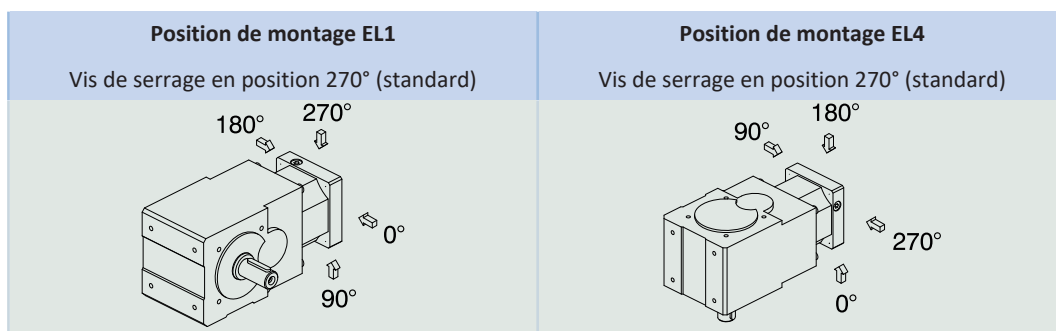 Position de montage EL1
Vis de serrage en position 270° (standard)
180°
270°
0°
90°
Position de montage EL4
Vis de serrage en position 270° (standard)
90°
180°
270°
0°